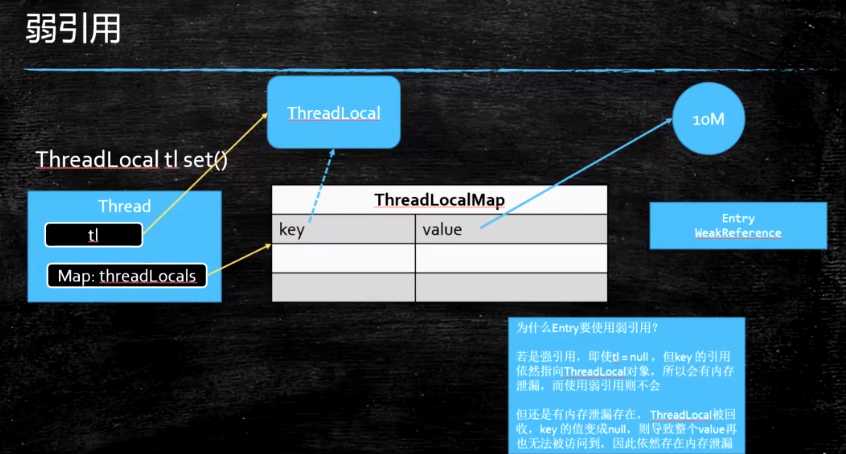 弱引用
ThreadLocal
10M
ThreadLocal tl set()
Thread
tl
Map: threadLocals
ThreadLocalMap
key
value
Entry
WeakReference
为什么Entry要使用弱引用?
若是强引用，即使tl = null，但key 的引用
依然指向ThreadLocal对象，所以会有内存
泄漏，而使用弱引用则不会
但还是有内存泄漏存在， ThreadLocal被回
收，key 的值变成null，则导致整个value再
也无法被访问到，因此依然存在内存泄漏